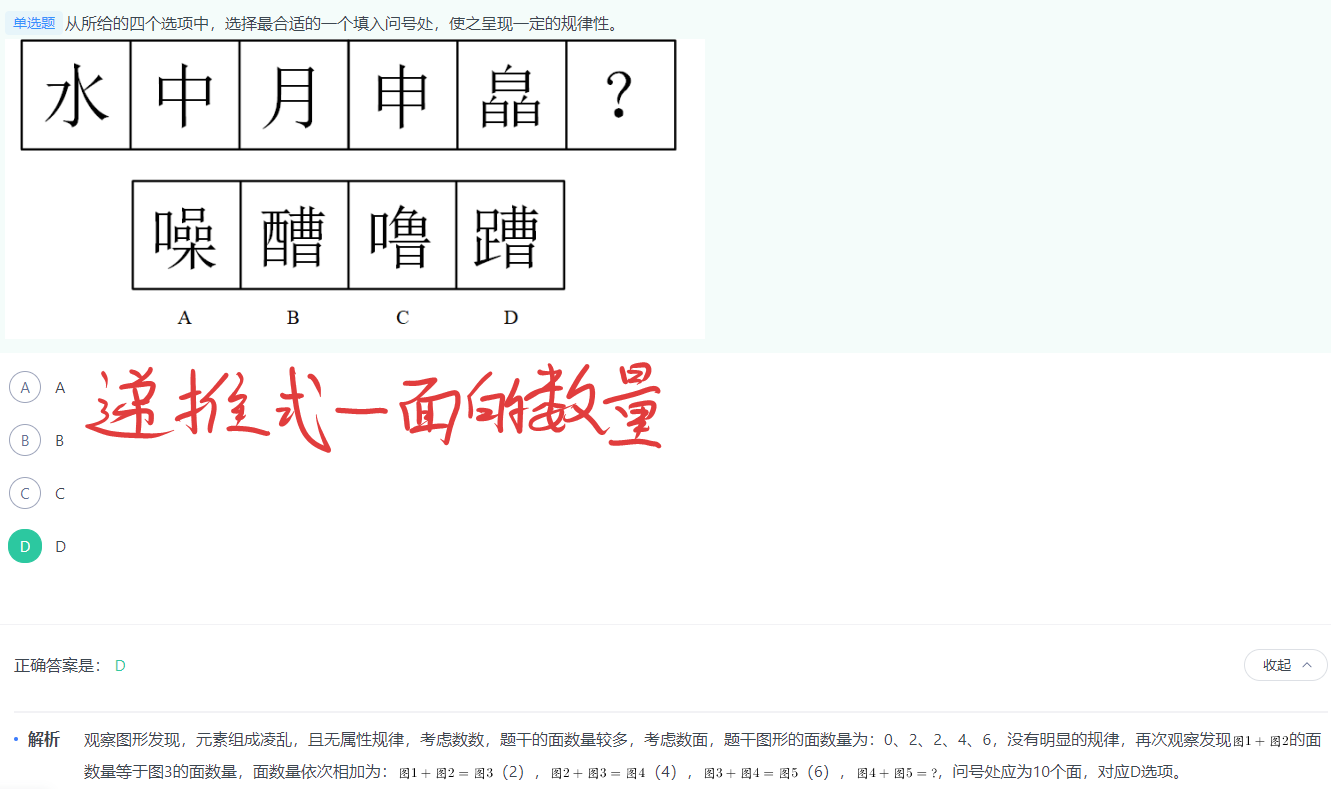 单选题 从所给的四个选项中，选择最合适的一个填入问号处，使之呈现一定的规律性。
水 中 月 申 皛 ？
噪 醩 噜 蹧
A B C D
A A
递推式一面的数量
B B
C C
D D
正确答案是： D
收起
解析 观察图形发现，元素组成凌乱，且无属性规律，考虑数数，题干的面数量较多，考虑数面，题干图形的面数量为：0、2、2、4、6，没有明显的规律，再次观察发现图1 + 图2的面
数量等于图3的面数量，面数量依次相加为：图1 + 图2 = 图3（2），图2 + 图3 = 图4（4），图3 + 图4 = 图5（6），图4 + 图5 = ?，问号处应为10个面，对应D选项。